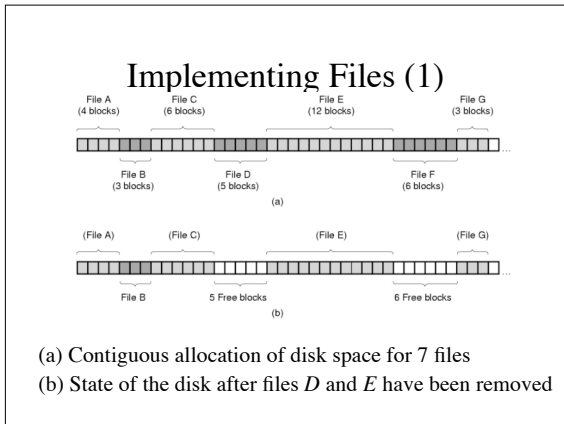 Implementing Files (1)
File A
(4 blocks)
File C
(6 blocks)
File E
(12 blocks)
File G
(3 blocks)
...
File B
(3 blocks)
File D
(5 blocks)
File F
(6 blocks)
(a)
(File A)
(File C)
(File E)
(File G)
...
File B
5 Free blocks
6 Free blocks
(b)
(a) Contiguous allocation of disk space for 7 files
(b) State of the disk after files D and E have been removed